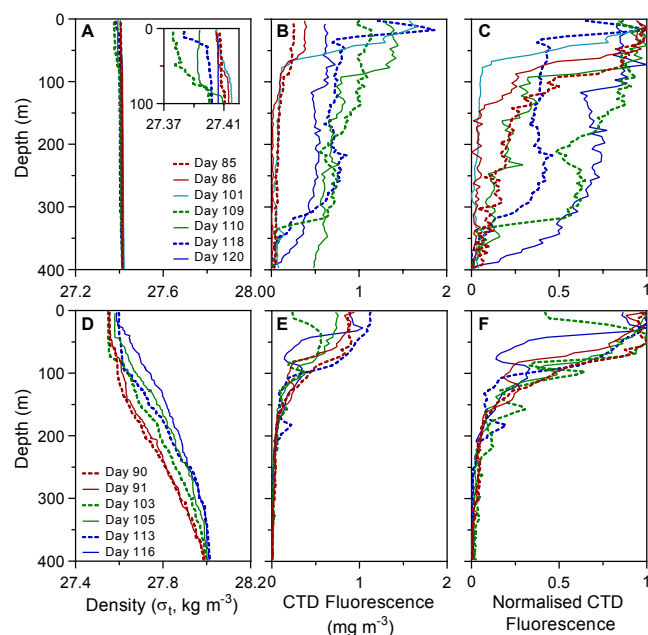 A
B
C
0
100
200
300
400
Depth (m)
0
50
100
27.37
27.41
Day 85
Day 86
Day 101
Day 109
Day 110
Day 118
Day 120
27.2
27.6
28.0
0
1
2
0
0.5
1
D
E
F
0
100
200
300
400
Depth (m)
Day 90
Day 91
Day 103
Day 105
Day 113
Day 116
27.4
27.8
28.2
0
1
2
0
0.5
1
Density (σt, kg m-3)
CTD Fluorescence
(mg m-3)
Normalised CTD
Fluorescence